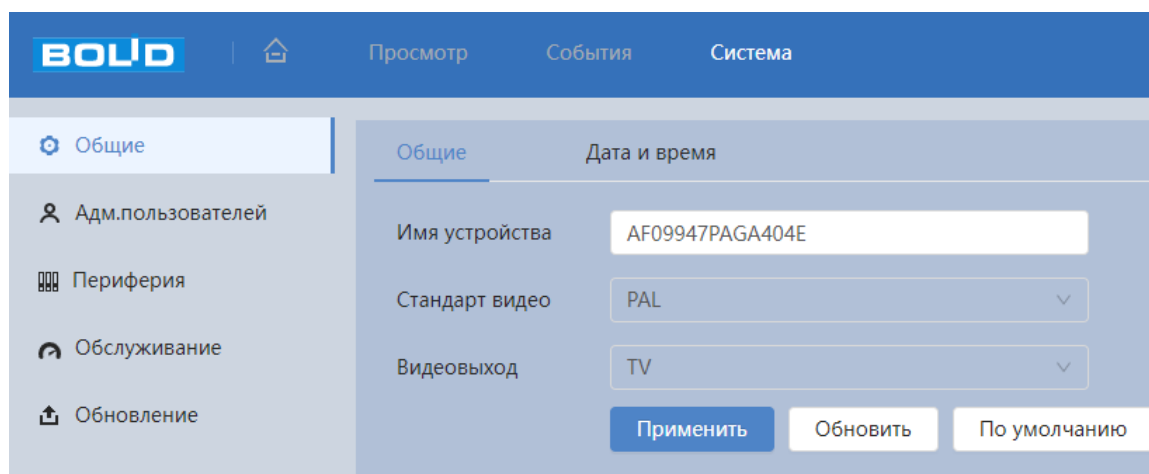 BOLID Просмотр События Система
Общие
Адм.пользователей
Периферия
Обслуживание
Обновление
Общие Дата и время
Имя устройства AF09947PAGA404E
Стандарт видео PAL
Видеовыход TV
Применить Обновить По умолчанию